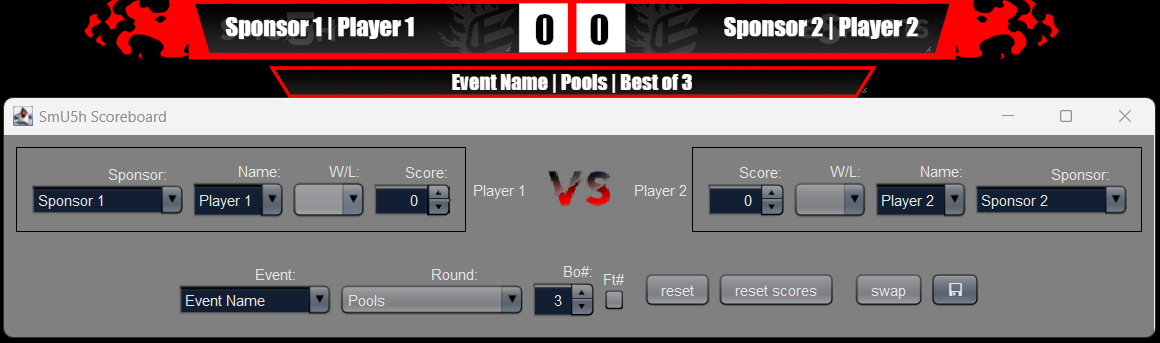 Sponsor 1 | Player 1
0
0
Sponsor 2 | Player 2
Event Name | Pools | Best of 3
SmU5h Scoreboard
Sponsor:
Name:
W/L:
Score:
Sponsor 1
Player 1
0
Player 1
VS
Player 2
Score:
W/L:
Name:
Sponsor:
0
Player 2
Sponsor 2
Event:
Round:
Bo#:
Ft#
Event Name
Pools
3
reset
reset scores
swap